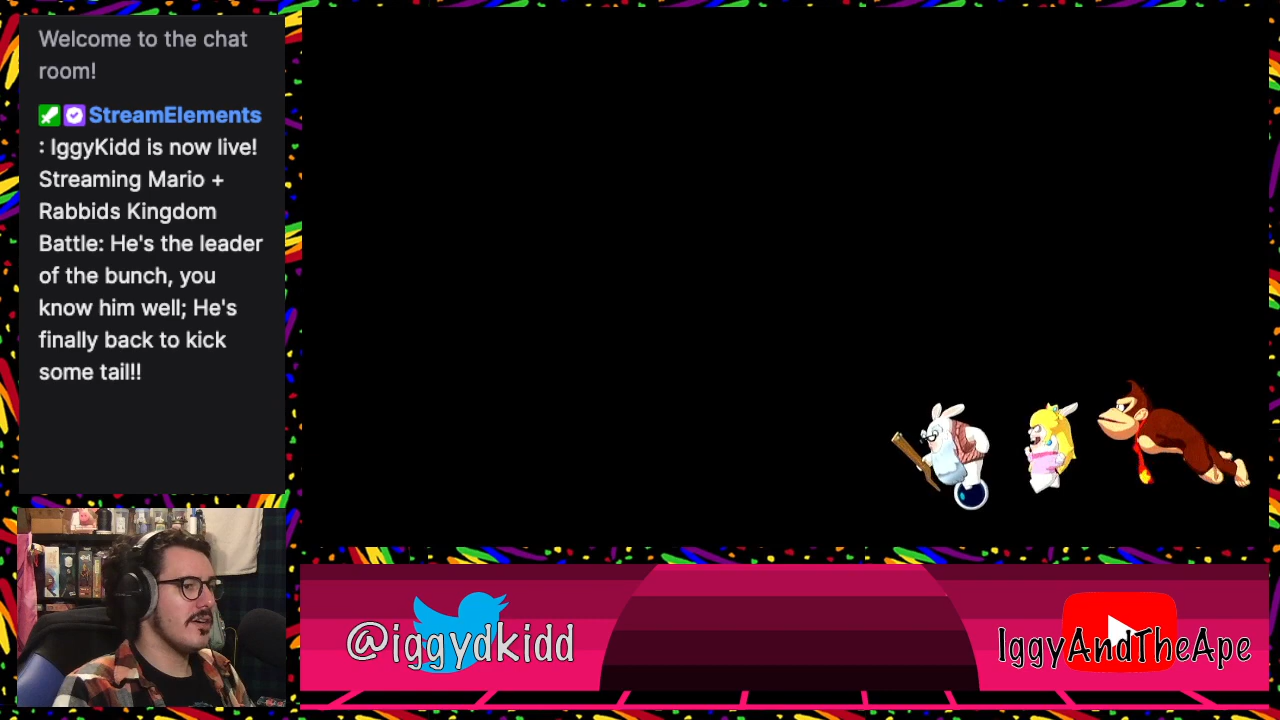 Welcome to the chat
room!
StreamElements
: IggyKidd is now live!
Streaming Mario +
Rabbids Kingdom
Battle: He's the leader
of the bunch, you
know him well; He's
finally back to kick
some tail!!
@iggydkidd
IggyAndTheApe